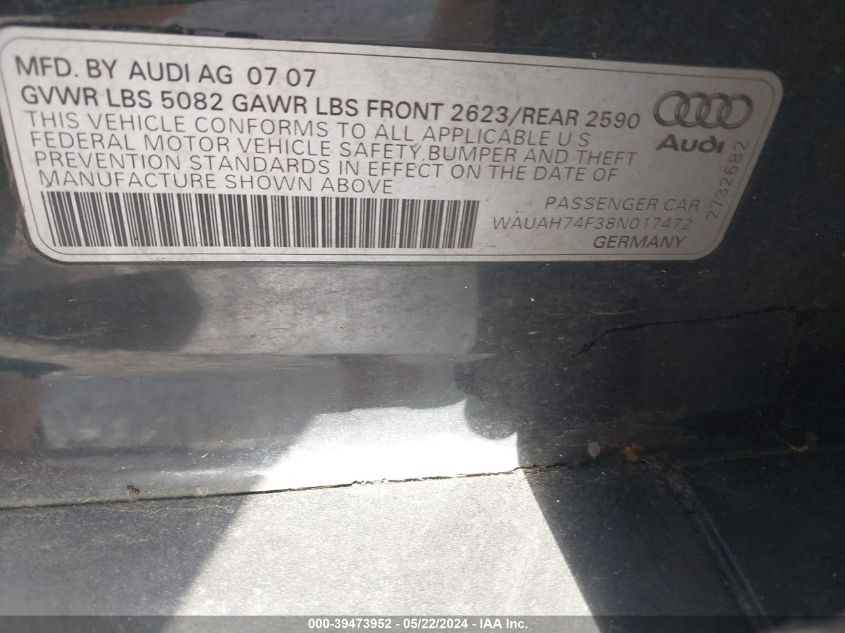 MFD. BY AUDI AG 07 07
GVWR LBS 5082 GAWR LBS FRONT 2623/REAR 2590
THIS VEHICLE CONFORMS TO ALL APPLICABLE U S
FEDERAL MOTOR VEHICLE SAFETY,BUMPER AND THEFT
PREVENTION STANDARDS IN EFFECT ON THE DATE OF
MANUFACTURE SHOWN ABOVE
Audi
2732682
PASSENGER CAR
WAUAH74F38N017472
GERMANY
000-39473952 - 05/22/2024 - IAA Inc.